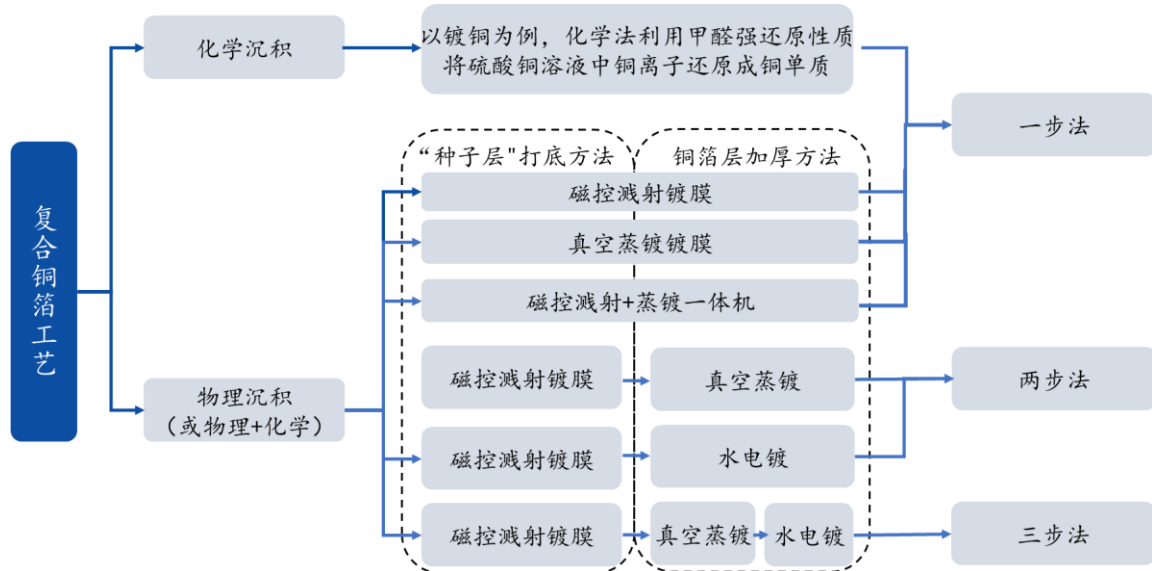 复合铜箔工艺
化学沉积
以镀铜为例，化学法利用甲醛强还原性质
将硫酸铜溶液中铜离子还原成铜单质
一步法
“种子层"打底方法
铜箔层加厚方法
磁控溅射镀膜
真空蒸镀镀膜
磁控溅射+蒸镀一体机
物理沉积
（或物理+化学）
磁控溅射镀膜
真空蒸镀
两步法
磁控溅射镀膜
水电镀
磁控溅射镀膜
真空蒸镀
水电镀
三步法